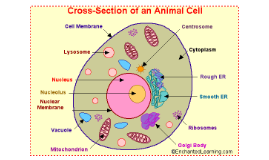 Cross-Section of an Animal Cell
Cell Membrane
Centrosome
Lysosome
Cytoplasm
Nucleus
Rough ER
Nucleolus
Smooth ER
Nuclear
Membrane
Vacuole
Ribosomes
Mitochondrion
Golgi Body
©EnchantedLearning.com